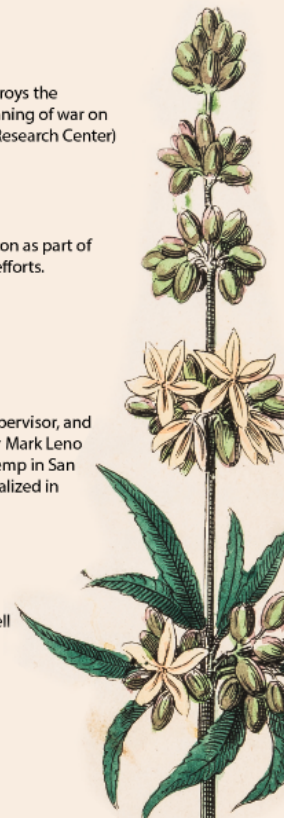 roys the
ning of war on
Research Center)
on as part of
efforts.
pervisor, and
Mark Leno
emp in San
alized in
ell